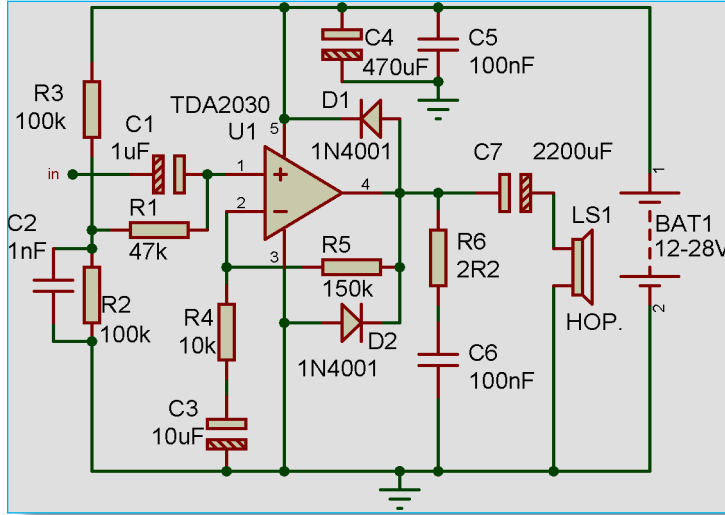 C4
470uF
C5
100nF
R3
100k
TDA2030
U1
5
D1
1N4001
C1
1uF
in
1
2
3
4
C7
2200uF
1
LS1
BAT1
12-28V
2
HOP.
C2
1nF
R1
47k
R2
100k
R5
150k
R4
10k
R6
2R2
D2
1N4001
C6
100nF
C3
10uF